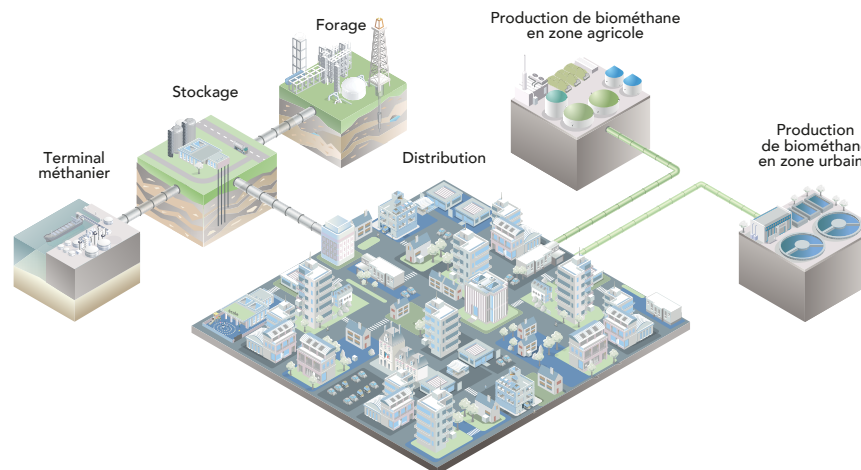 Forage
Production de biométhane
en zone agricole
Stockage
Production
de biométhan
en zone urbain
Distribution
Terminal
méthanier